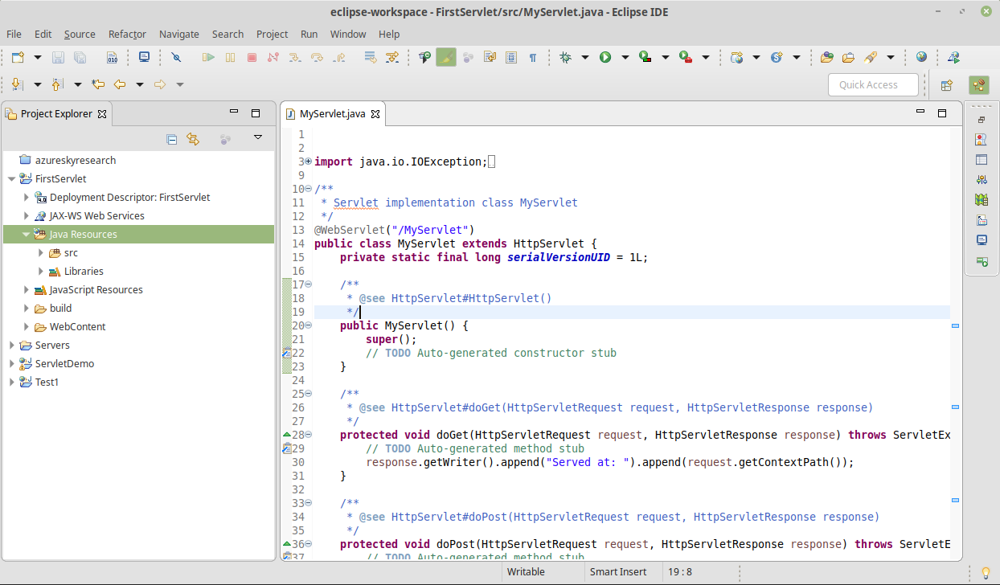 eclipse-workspace - FirstServlet/src/MyServlet.java - Eclipse IDE
File Edit Source Refactor Navigate Search Project Run Window Help
010
Quick Access
Project Explorer
azureskyresearch
FirstServlet
Deployment Descriptor: FirstServlet
JAX-WS Web Services
Java Resources
src
Libraries
JavaScript Resources
build
WebContent
Servers
ServletDemo
Test1
MyServlet.java
1
2
3 import java.io.IOException;
9
10 /**
11  * Servlet implementation class MyServlet
12  */
13 @WebServlet("/MyServlet")
14 public class MyServlet extends HttpServlet {
15     private static final long serialVersionUID = 1L;
16
17     /**
18      * @see HttpServlet#HttpServlet()
19      */
20     public MyServlet() {
21         super();
22         // TODO Auto-generated constructor stub
23     }
24
25     /**
26      * @see HttpServlet#doGet(HttpServletRequest request, HttpServletResponse response)
27      */
28     protected void doGet(HttpServletRequest request, HttpServletResponse response) throws ServletEx
29         // TODO Auto-generated method stub
30         response.getWriter().append("Served at: ").append(request.getContextPath());
31     }
32
33     /**
34      * @see HttpServlet#doPost(HttpServletRequest request, HttpServletResponse response)
35      */
36     protected void doPost(HttpServletRequest request, HttpServletResponse response) throws ServletE
37         // TODO Auto-generated method stub
Writable Smart Insert 19 : 8